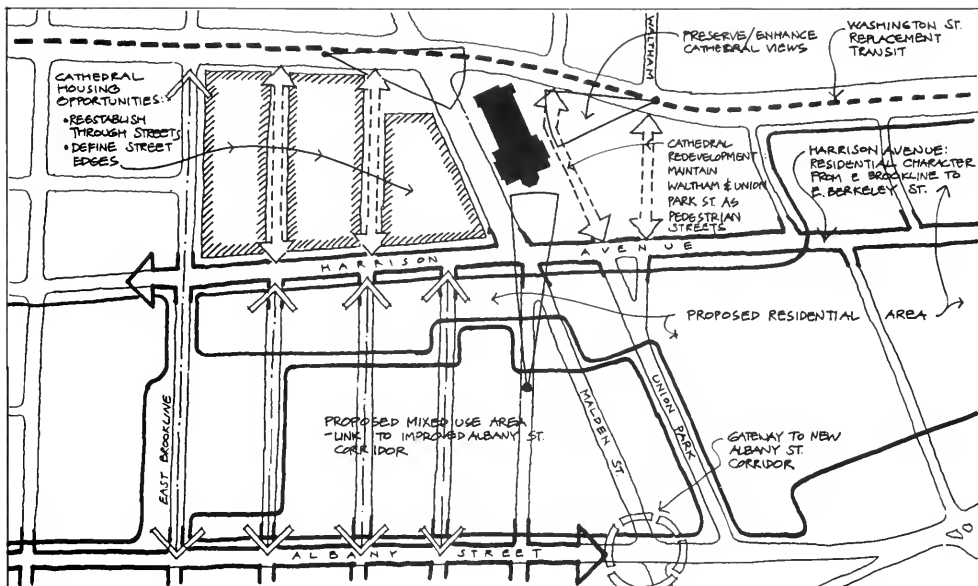 WALTHAM
PRESERVE/ENHANCE
CATHEDRAL VIEWS
WASHINGTON ST.
REPLACEMENT
TRANSIT
CATHEDRAL
HOUSING
OPPORTUNITIES:
•REESTABLISH
THROUGH STREETS
•DEFINE STREET
EDGES
CATHEDRAL
REDEVELOPMENT
MAINTAIN
WALTHAM & UNION
PARK ST. AS
PEDESTRIAN
STREETS
HARRISON AVENUE:
RESIDENTIAL CHARACTER
FROM E BROOKLINE TO
E. BERKELEY ST.
HARRISON AVENUE
PROPOSED RESIDENTIAL AREA
EAST BROOKLINE
PROPOSED MIXED USE AREA
-LINK TO IMPROVED ALBANY ST.
CORRIDOR
MALDEN ST
UNION PARK
GATEWAY TO NEW
ALBANY ST.
CORRIDOR
ALBANY STREET